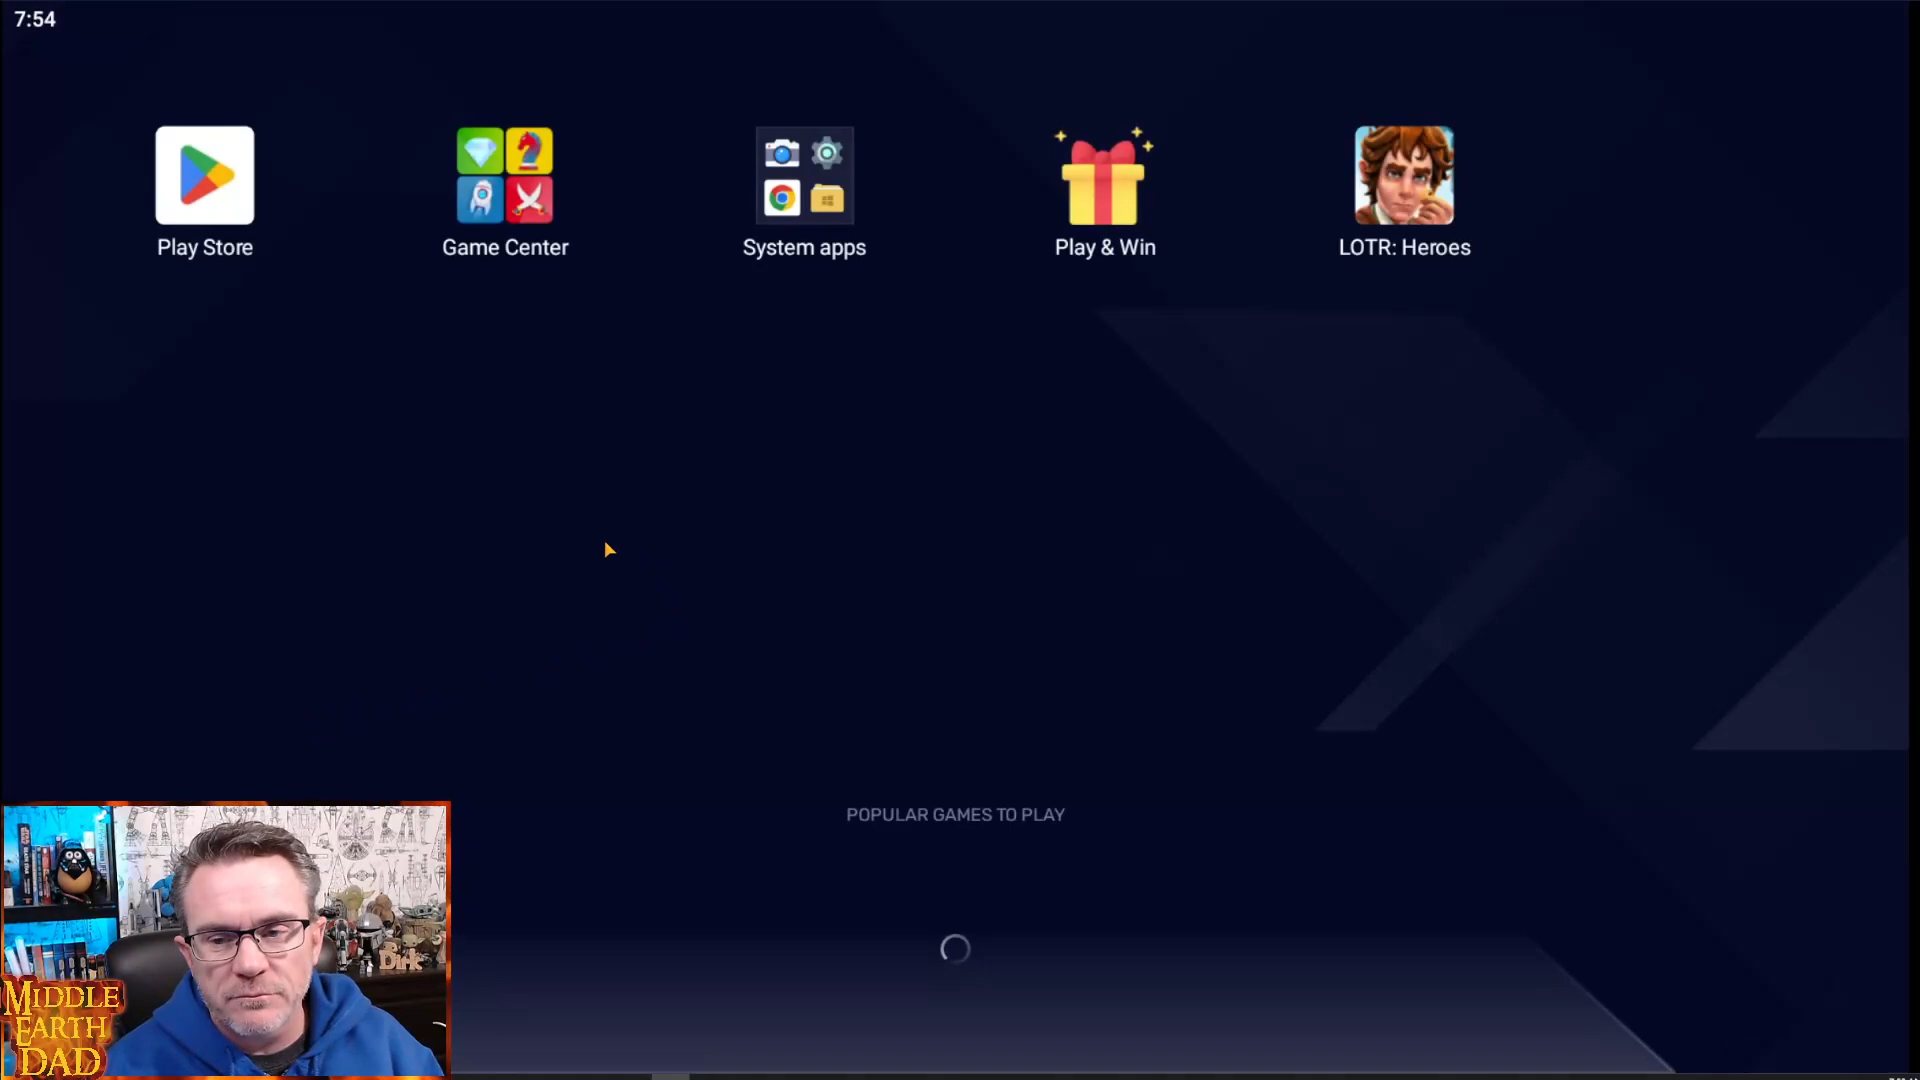 7:54
Play Store
Game Center
System apps
Play & Win
LOTR: Heroes
POPULAR GAMES TO PLAY
Dirk
MIDDLE
EARTH
DAD